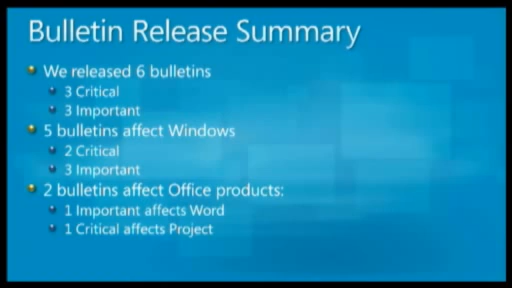 Bulletin Release Summary
We released 6 bulletins
3 Critical
3 Important
5 bulletins affect Windows
2 Critical
3 Important
2 bulletins affect Office products:
1 Important affects Word
1 Critical affects Project